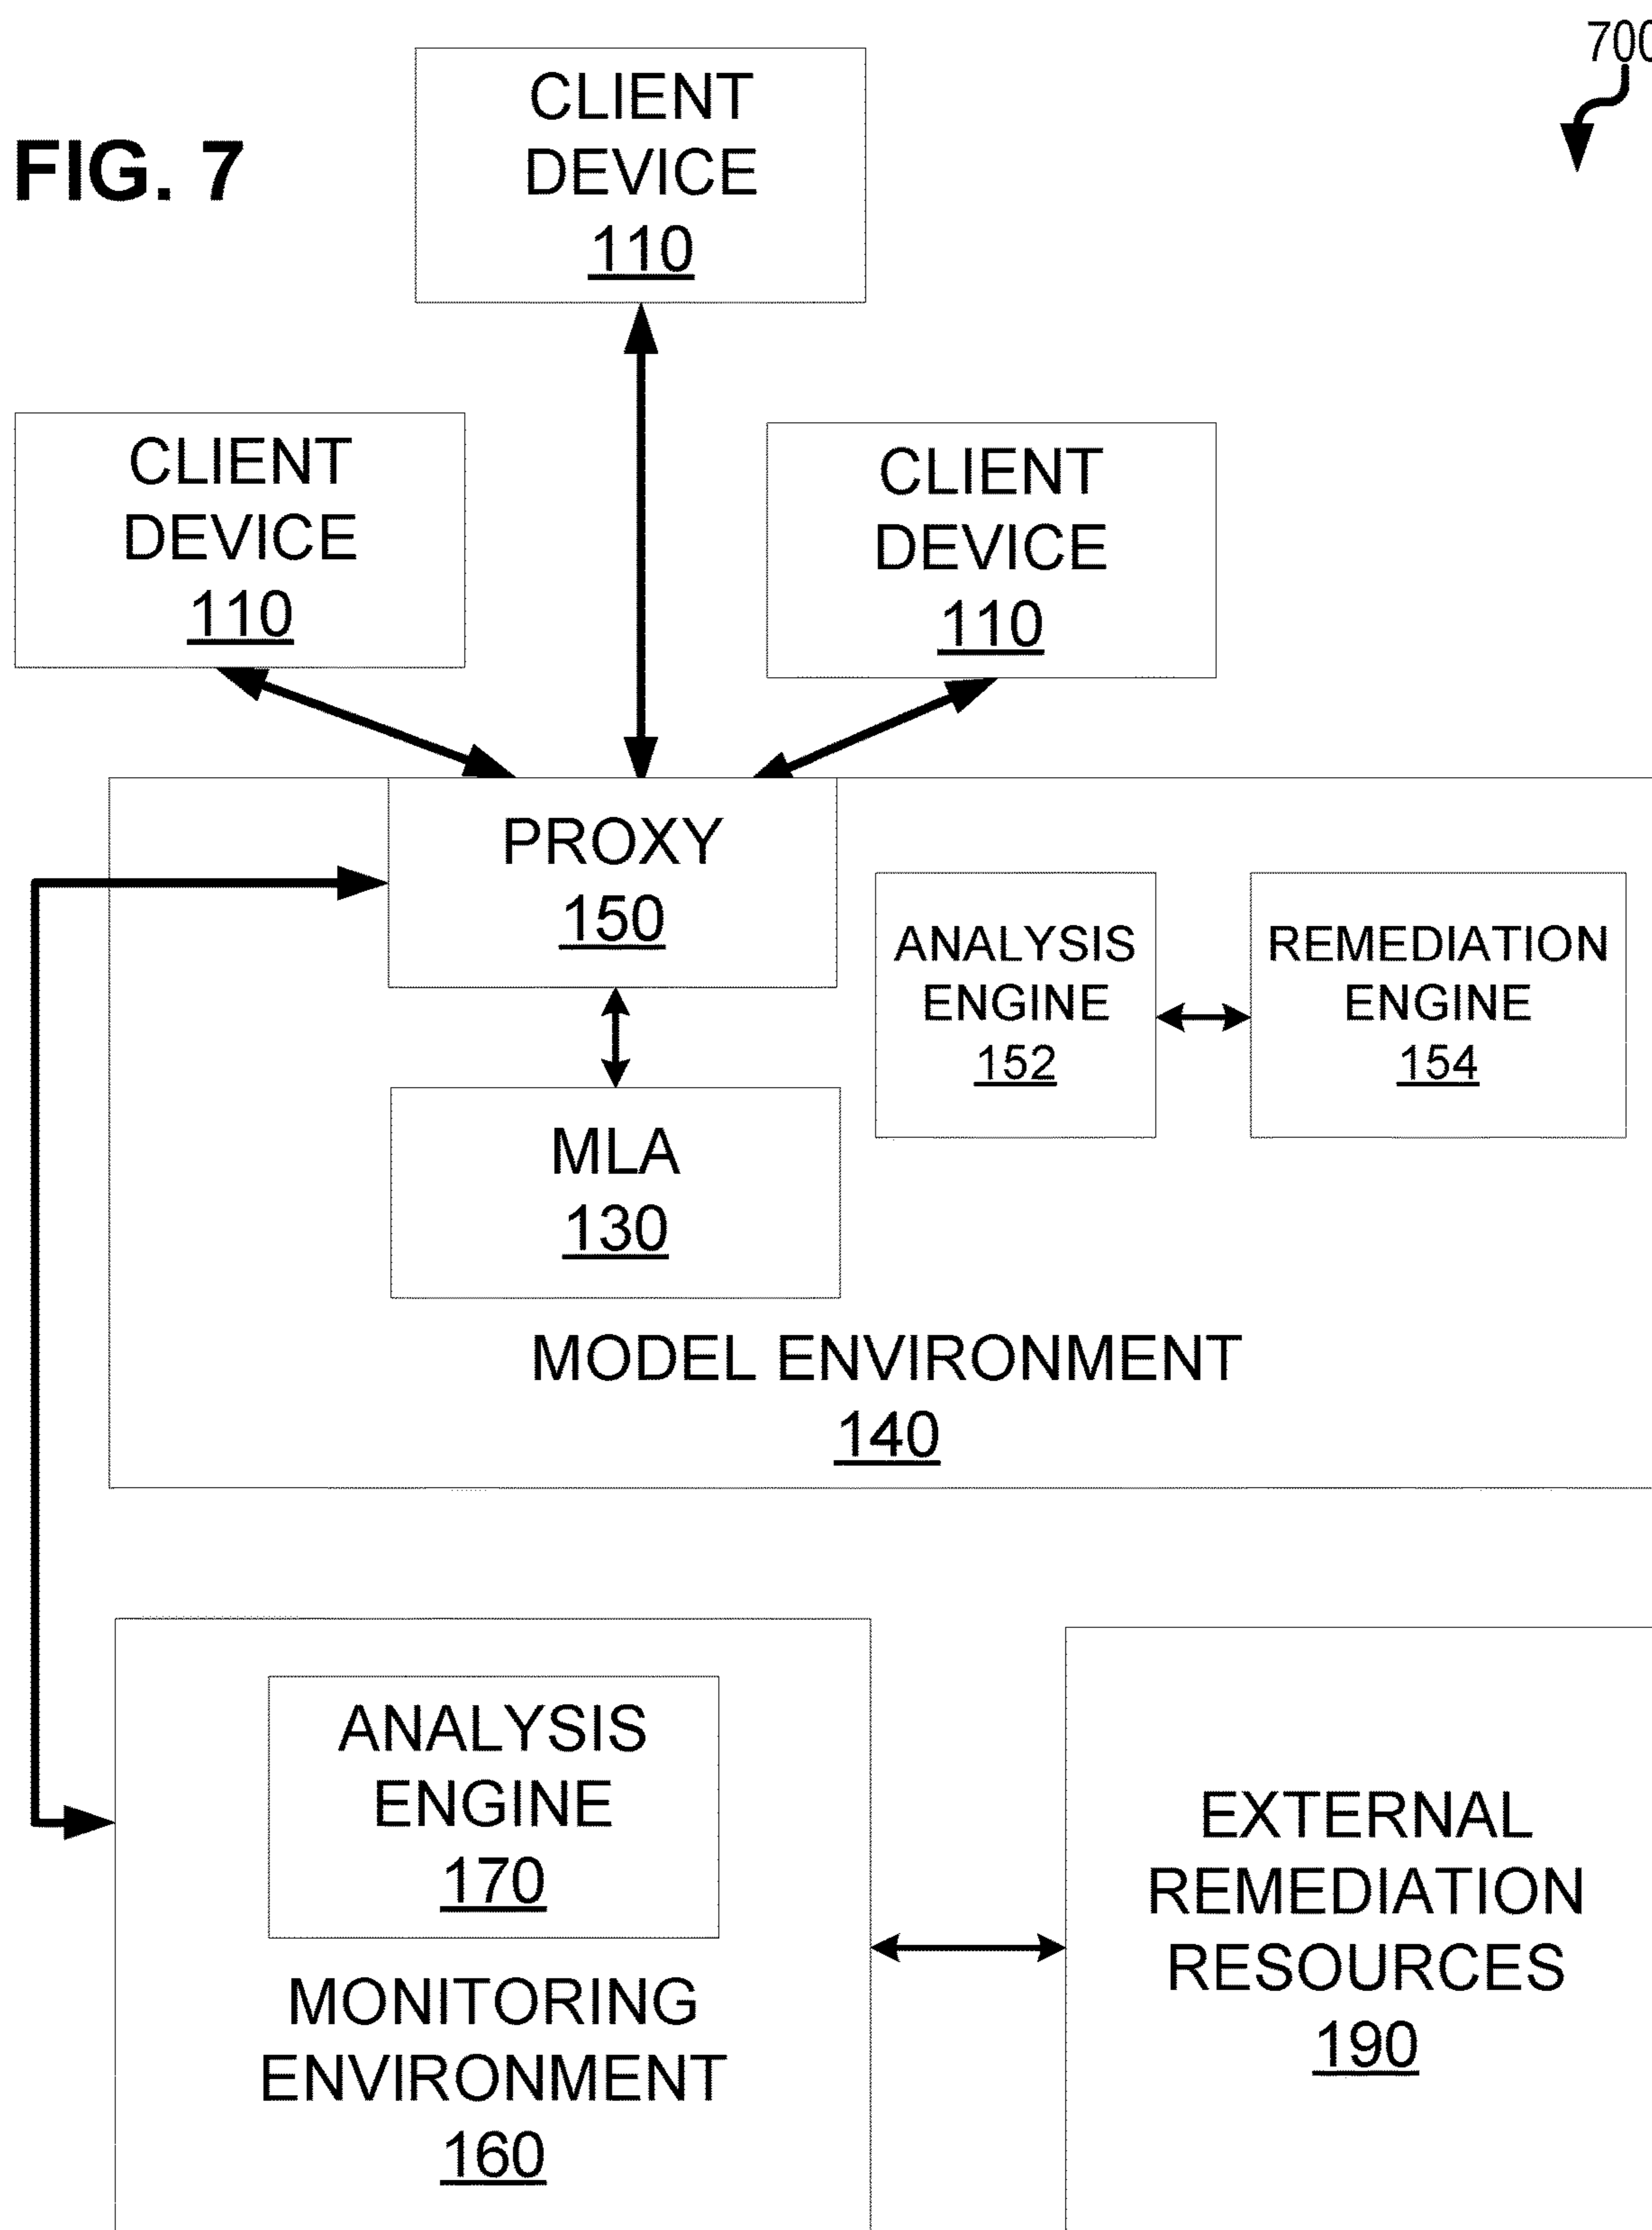 700
FIG. 7
CLIENT
DEVICE
110
CLIENT
DEVICE
110
CLIENT
DEVICE
110
PROXY
150
ANALYSIS
ENGINE
152
REMEDIATION
ENGINE
154
MLA
130
MODEL ENVIRONMENT
140
ANALYSIS
ENGINE
170
MONITORING
ENVIRONMENT
160
EXTERNAL
REMEDIATION
RESOURCES
190